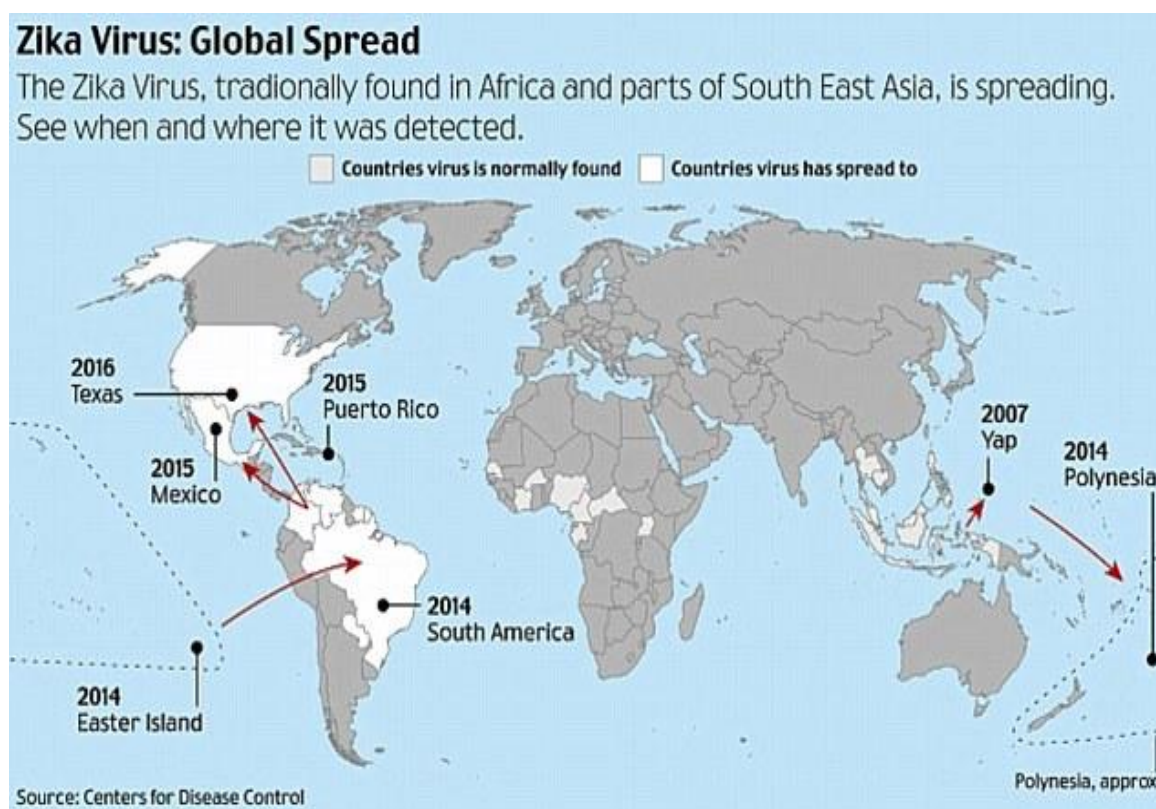 Zika Virus: Global Spread
The Zika Virus, tradionally found in Africa and parts of South East Asia, is spreading.
See when and where it was detected.
Countries virus is normally found
Countries virus has spread to
2016
Texas
2015
Puerto Rico
2015
Mexico
2007
Yap
2014
Polynesia
2014
South America
2014
Easter Island
Polynesia, approx
Source: Centers for Disease Control